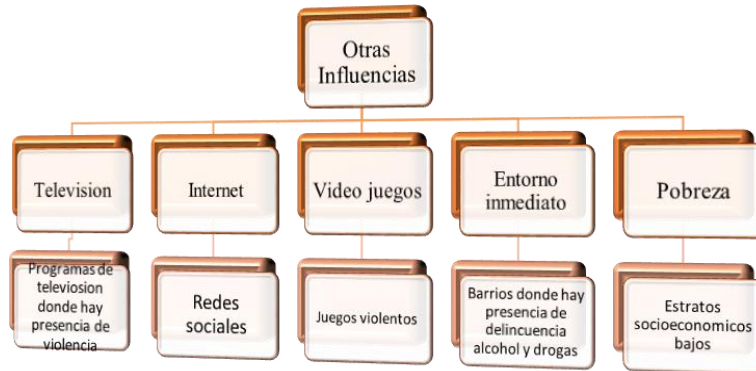 Otras
Influencias
Television
Internet
Video juegos
Entorno
inmediato
Pobreza
Programas de
televiosion
donde hay
presencia de
violencia
Redes
sociales
Juegos violentos
Barrios donde hay
presencia de
delincuencia
alcohol y drogas
Estratos
socioeconomicos
bajos